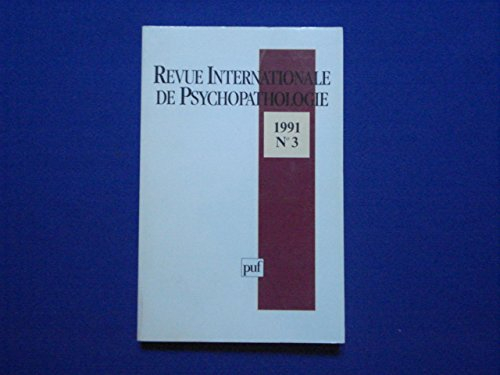 REVUE INTERNATIONALE
DE PSYCHOPATHOLOGIE
1991
N° 3
puf